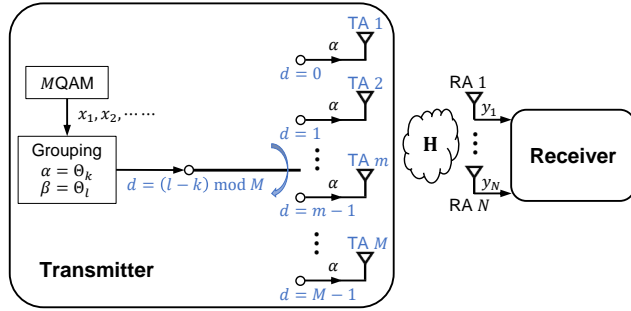 TA 1
α
d = 0
MQAM
x₁, x₂, ⋯ ⋯
TA 2
α
d = 1
Grouping
α = Θₖ
β = Θₗ
d = (l − k) mod M
⋮
TA m
α
d = m − 1
⋮
TA M
α
d = M − 1
Transmitter
H
RA 1
y₁
⋮
y_N
RA N
Receiver